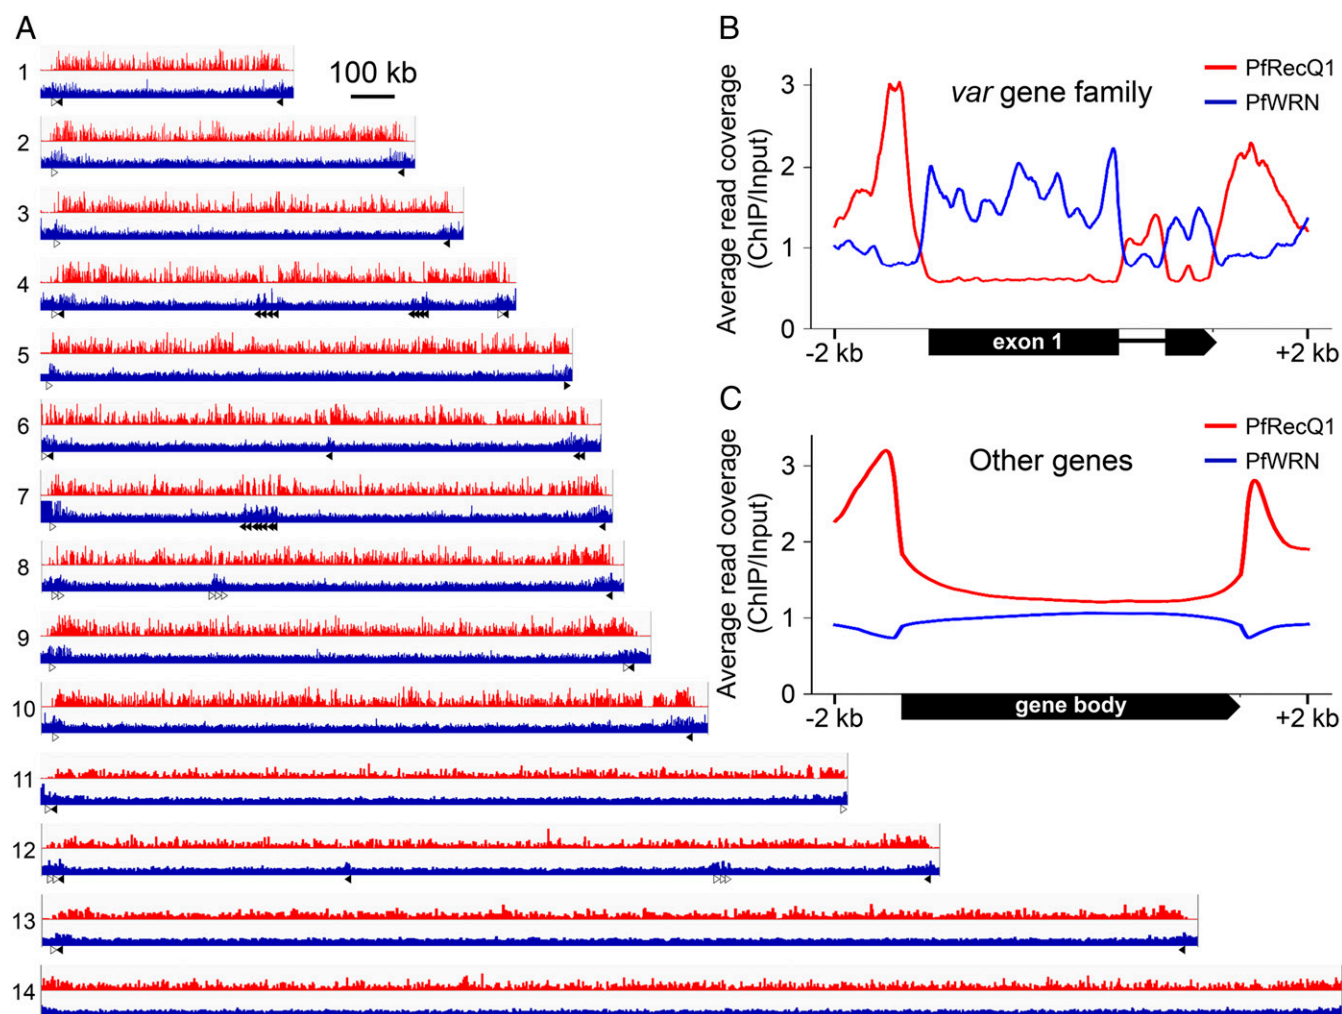 A
1
100 kb
2
3
4
5
6
7
8
9
10
11
12
13
14
B
PfRecQ1
PfWRN
var gene family
Average read coverage
(ChIP/Input)
3
2
1
0
-2 kb
exon 1
+2 kb
C
PfRecQ1
PfWRN
Other genes
Average read coverage
(ChIP/Input)
3
2
1
0
-2 kb
gene body
+2 kb